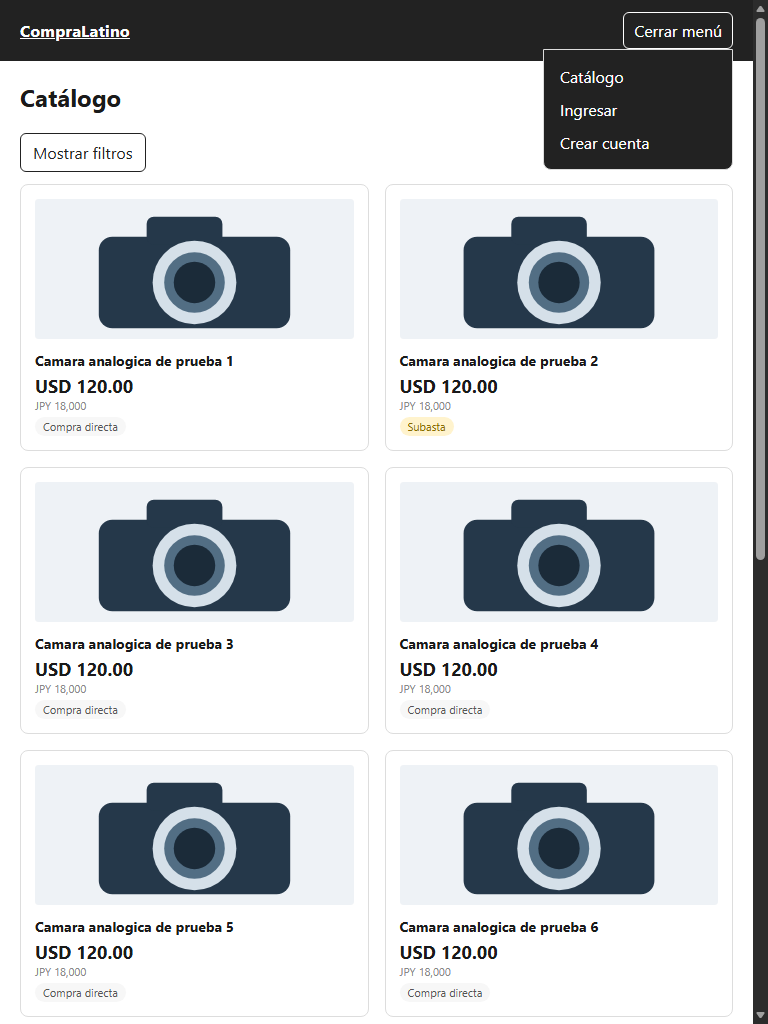 CompraLatino
Cerrar menú
Catálogo
Ingresar
Crear cuenta
Catálogo
Mostrar filtros
Camara analogica de prueba 1
USD 120.00
JPY 18,000
Compra directa
Camara analogica de prueba 2
USD 120.00
JPY 18,000
Subasta
Camara analogica de prueba 3
USD 120.00
JPY 18,000
Compra directa
Camara analogica de prueba 4
USD 120.00
JPY 18,000
Compra directa
Camara analogica de prueba 5
USD 120.00
JPY 18,000
Compra directa
Camara analogica de prueba 6
USD 120.00
JPY 18,000
Compra directa